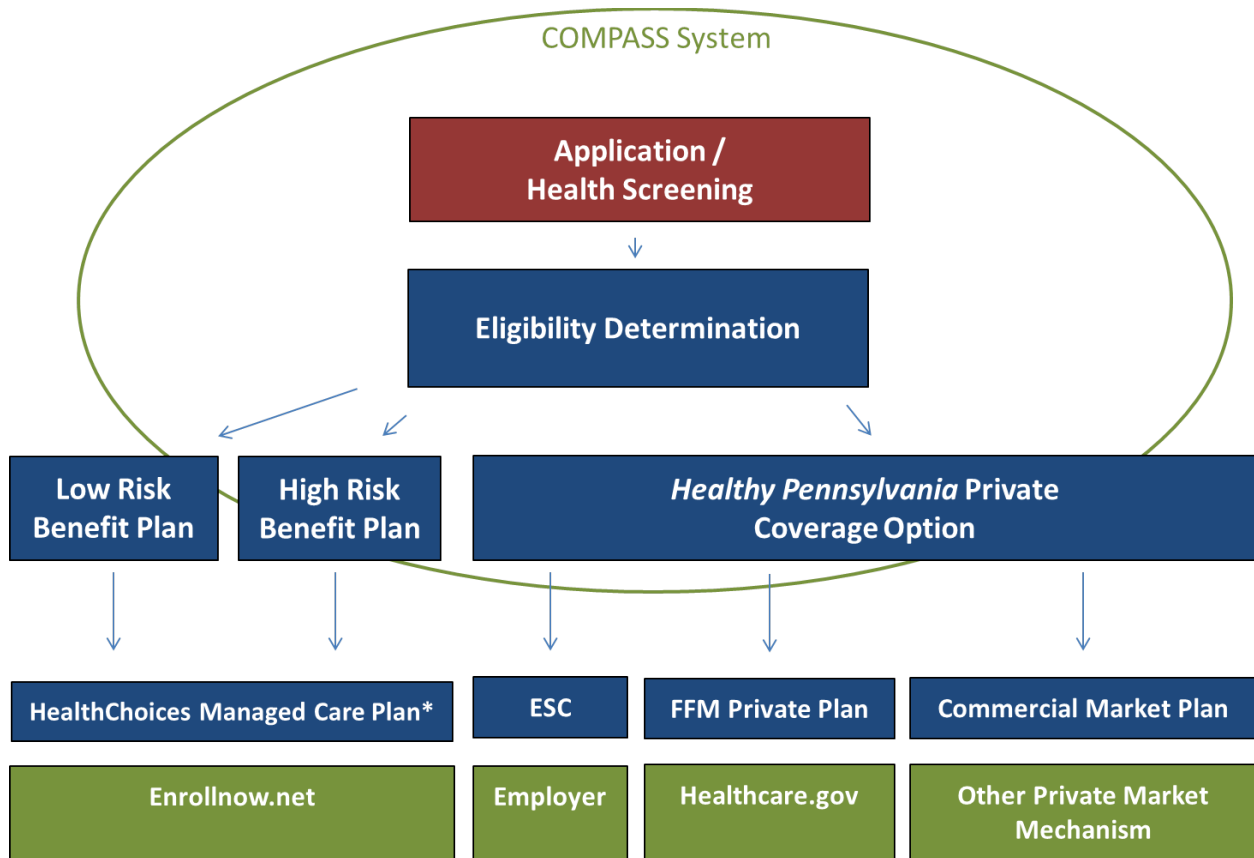 COMPASS System
Application /
Health Screening
Eligibility Determination
Low Risk
Benefit Plan
High Risk
Benefit Plan
Healthy Pennsylvania Private
Coverage Option
HealthChoices Managed Care Plan*
ESC
FFM Private Plan
Commercial Market Plan
Enrollnow.net
Employer
Healthcare.gov
Other Private Market
Mechanism